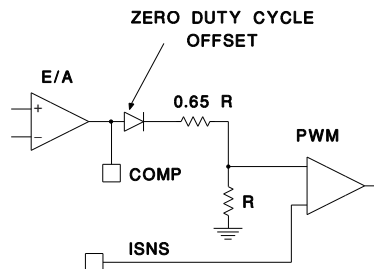 ZERO DUTY CYCLE
OFFSET
E/A
0.65 R
+
−
PWM
COMP
R
ISNS